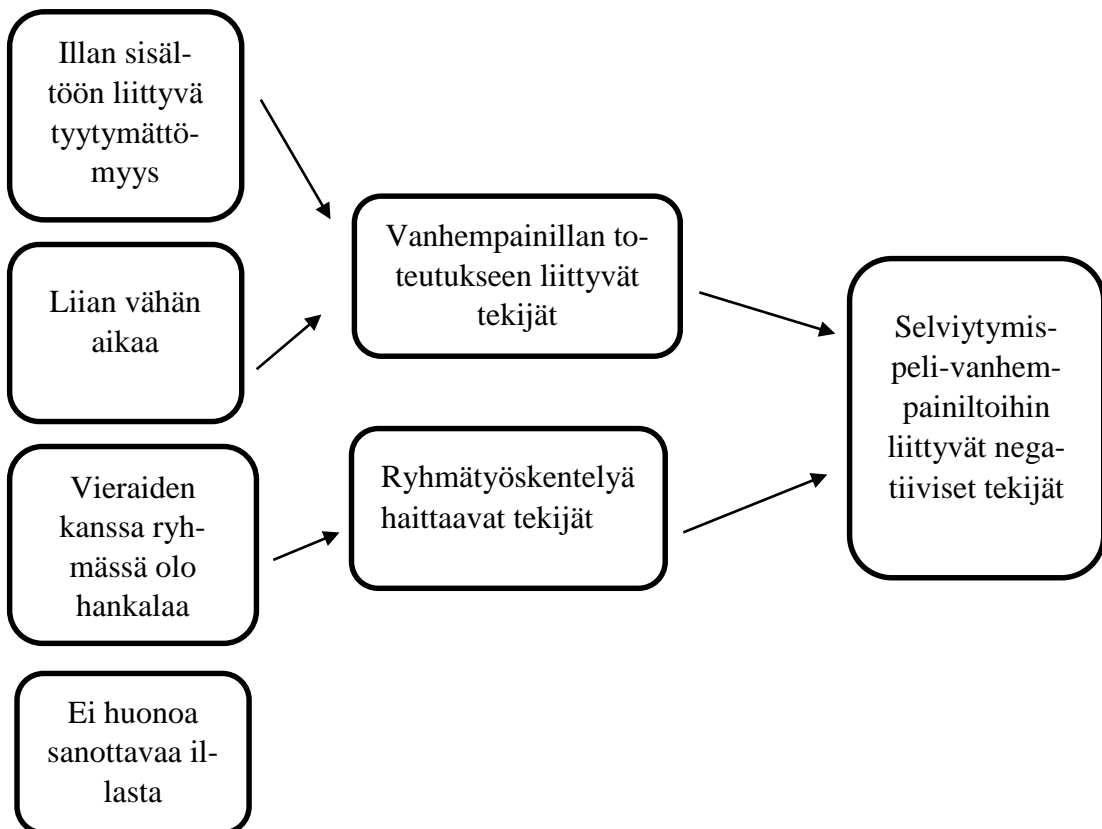 Illan sisäl-
töön liittyvä
tyytymättö-
myys
Liian vähän
aikaa
Vieraiden
kanssa ryh-
mässä olo
hankalaa
Ei huonoa
sanottavaa il-
lasta
Vanhempainillan to-
teutukseen liittyvät
tekijät
Ryhmätyöskentelyä
haittaavat tekijät
Selviytymis-
peli-vanhem-
painiltoihin
liittyvät nega-
tiiviset tekijät